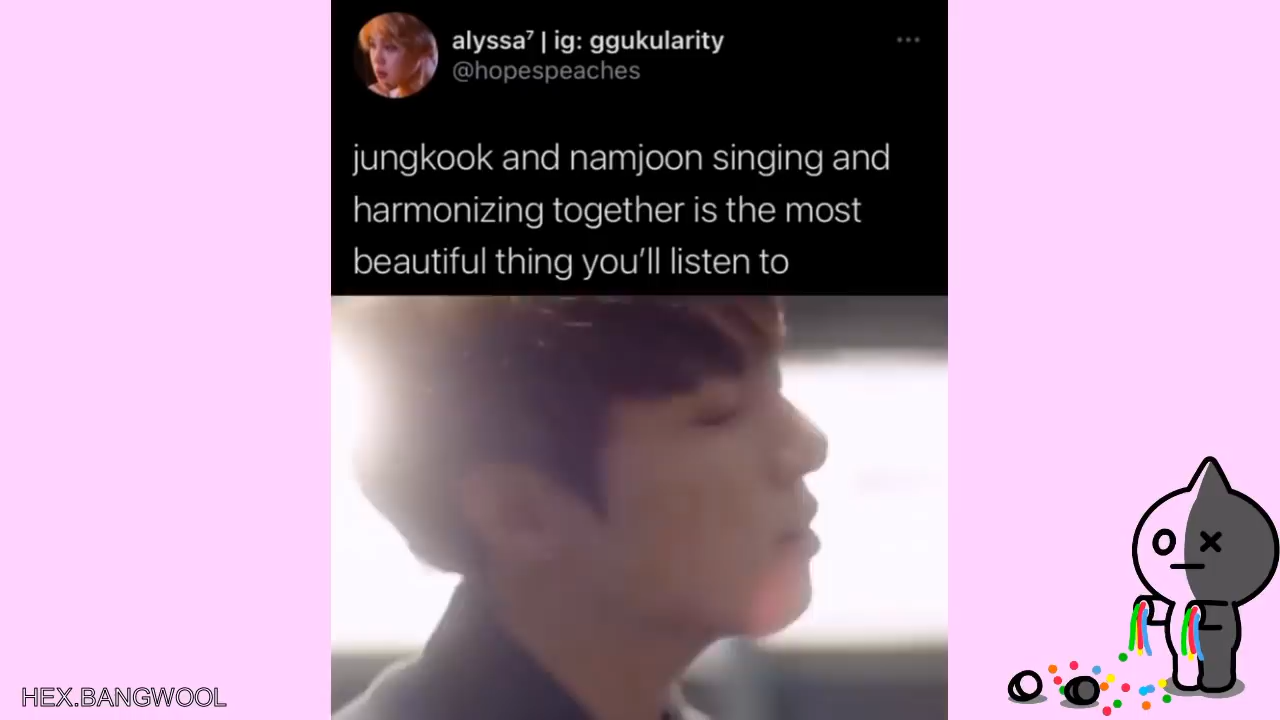 alyssa⁷ | ig: ggukularity
@hopespeaches
jungkook and namjoon singing and
harmonizing together is the most
beautiful thing you’ll listen to
HEX.BANGWOOL